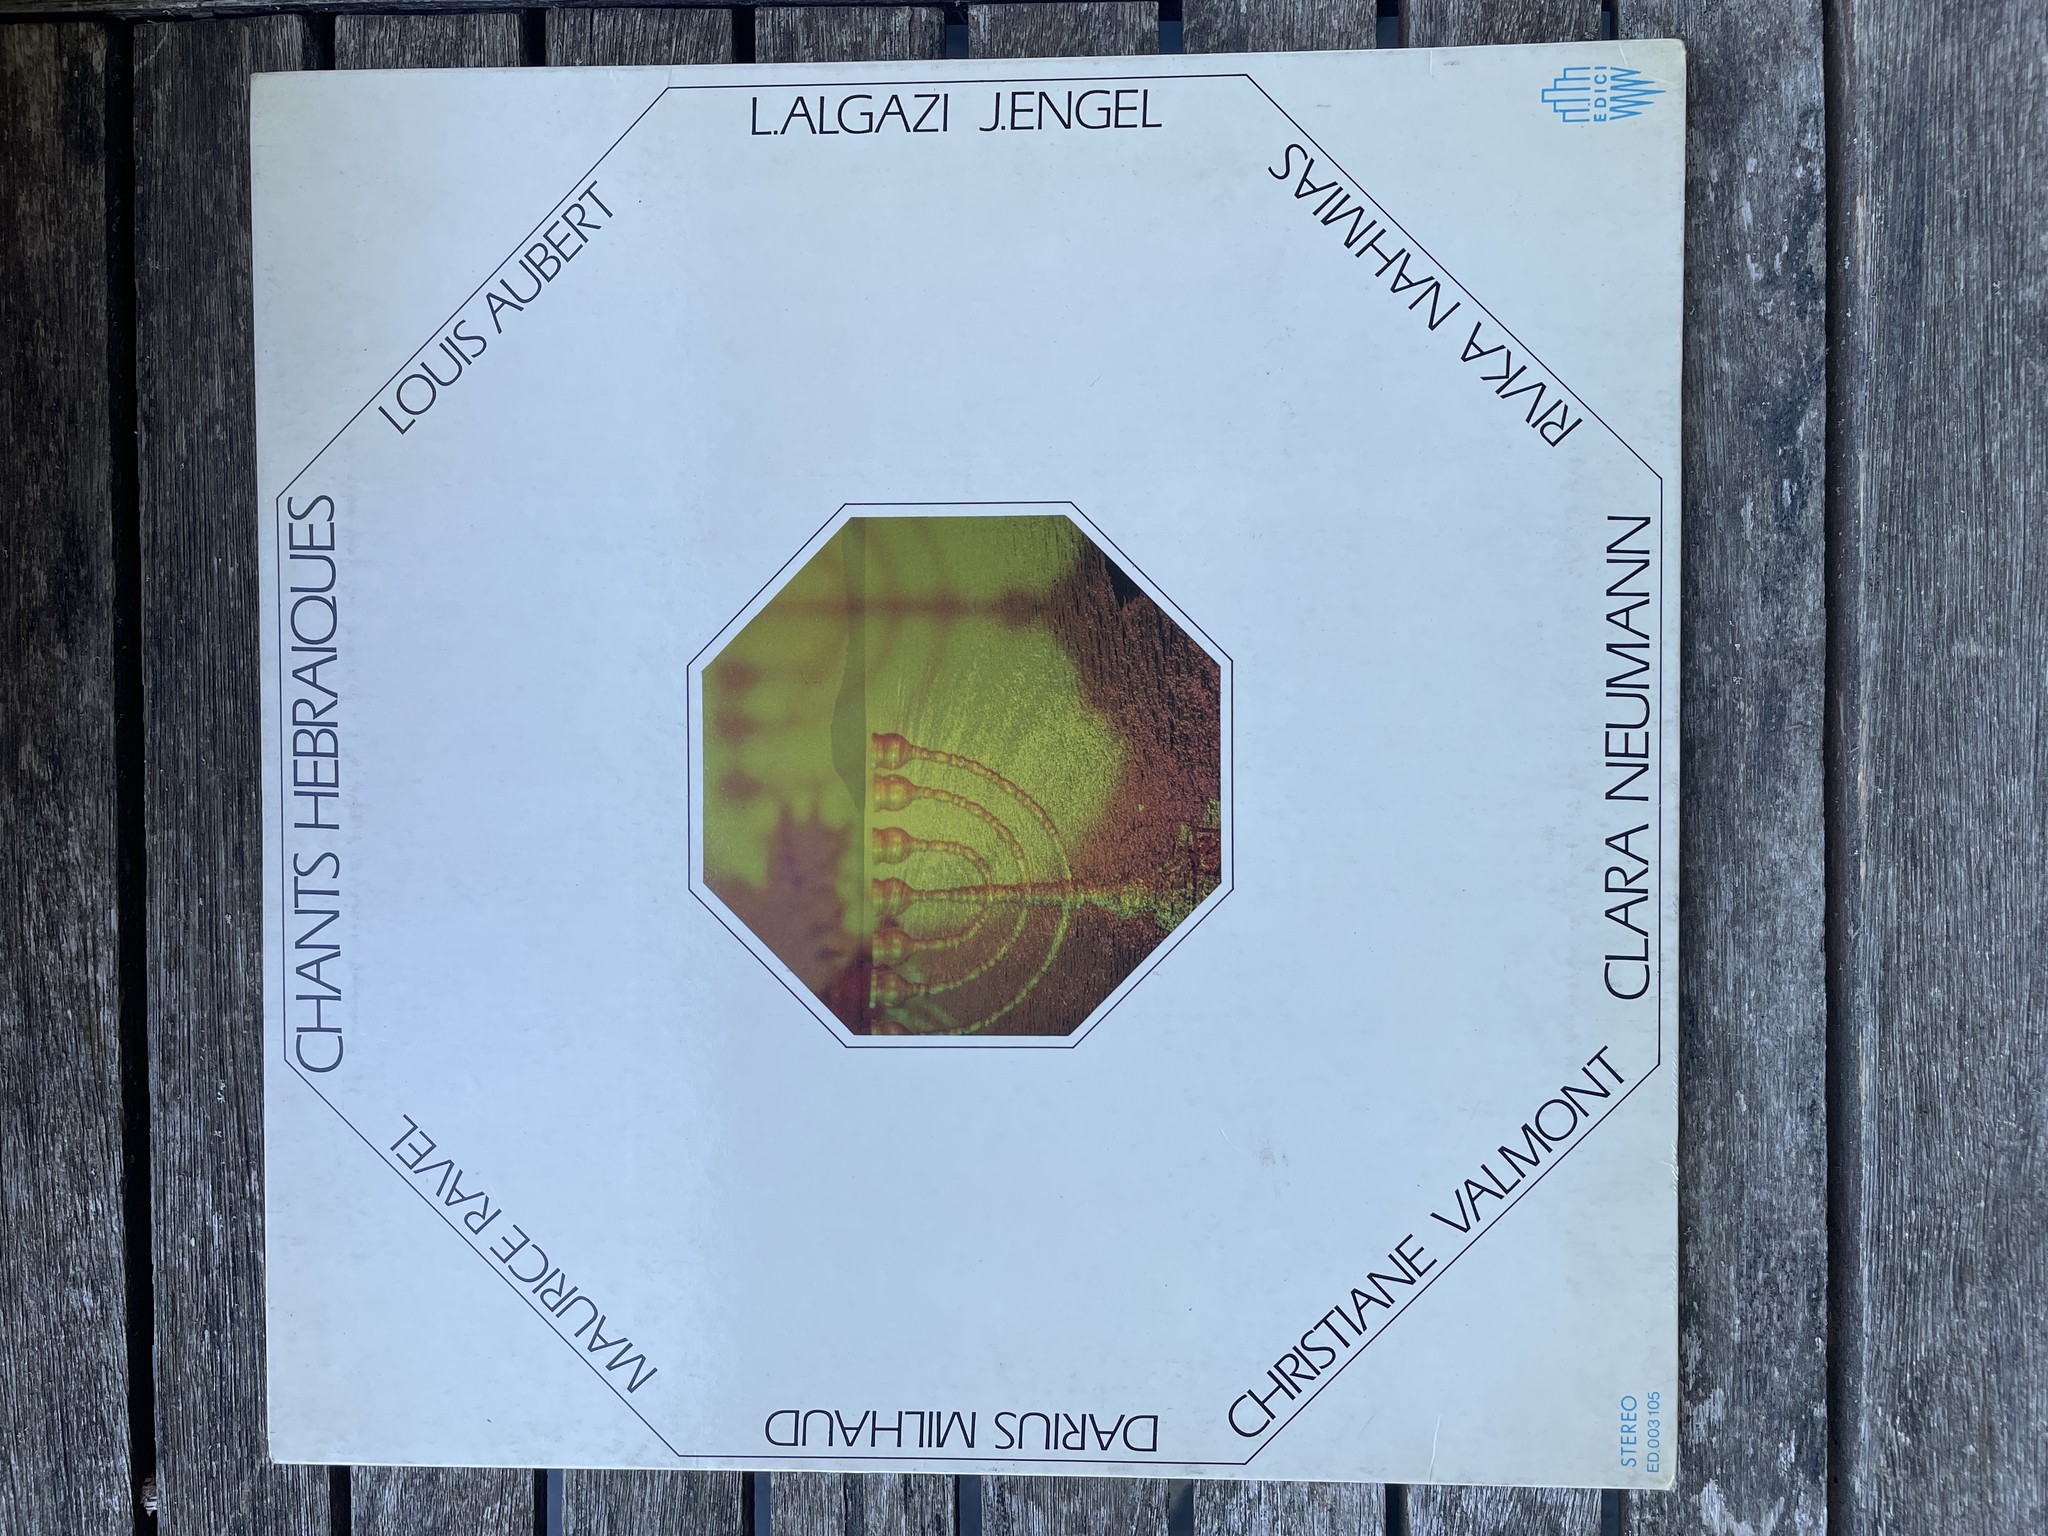 CHANTS HEBRAIQUES
LOUIS AUBERT
L.ALGAZI J.ENGEL
RIVKA NAHMIAS
CLARA NEUMANN
CHRISTIANE VALMONT
DARIUS MILHAUD
MAURICE RAVEL
EDICI
STEREO
ED.003105